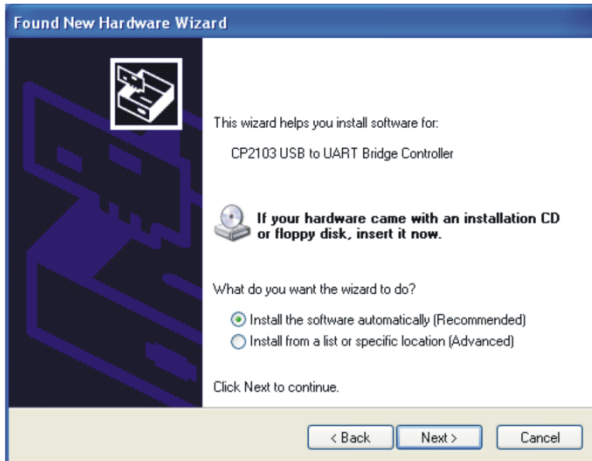 Found New Hardware Wizard
This wizard helps you install software for:
CP2103 USB to UART Bridge Controller
If your hardware came with an installation CD
or floppy disk, insert it now.
What do you want the wizard to do?
Install the software automatically (Recommended)
Install from a list or specific location (Advanced)
Click Next to continue.
< Back Next > Cancel